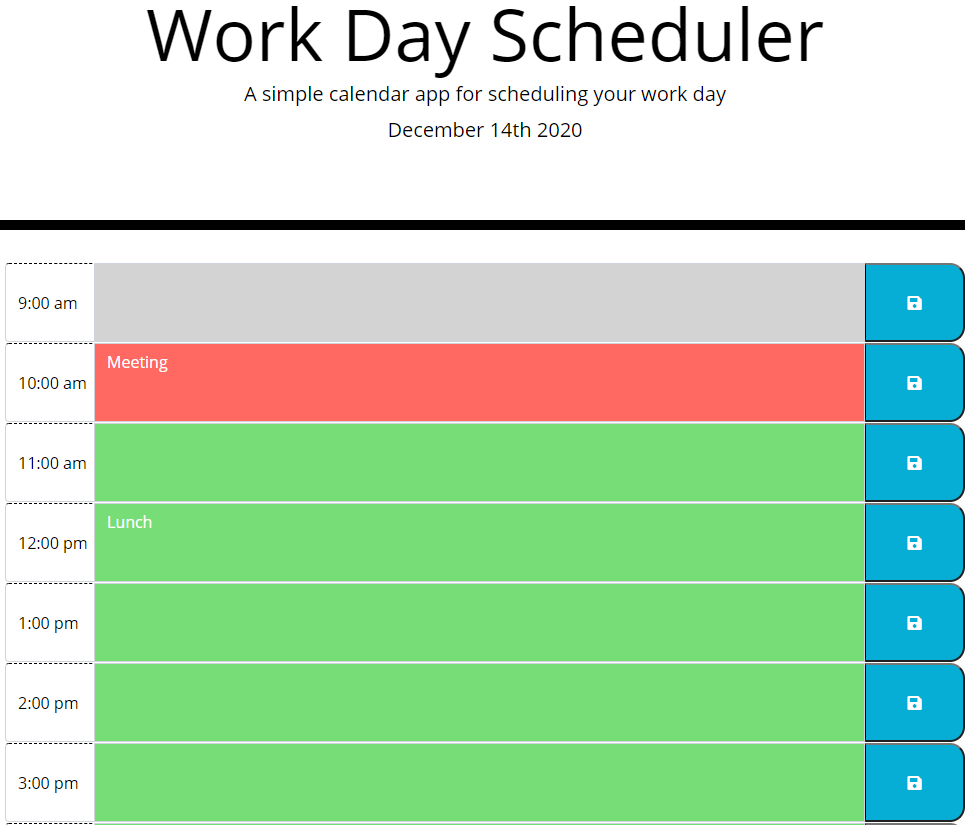 Work Day Scheduler
A simple calendar app for scheduling your work day
December 14th 2020
9:00 am
10:00 am
Meeting
11:00 am
12:00 pm
Lunch
1:00 pm
2:00 pm
3:00 pm